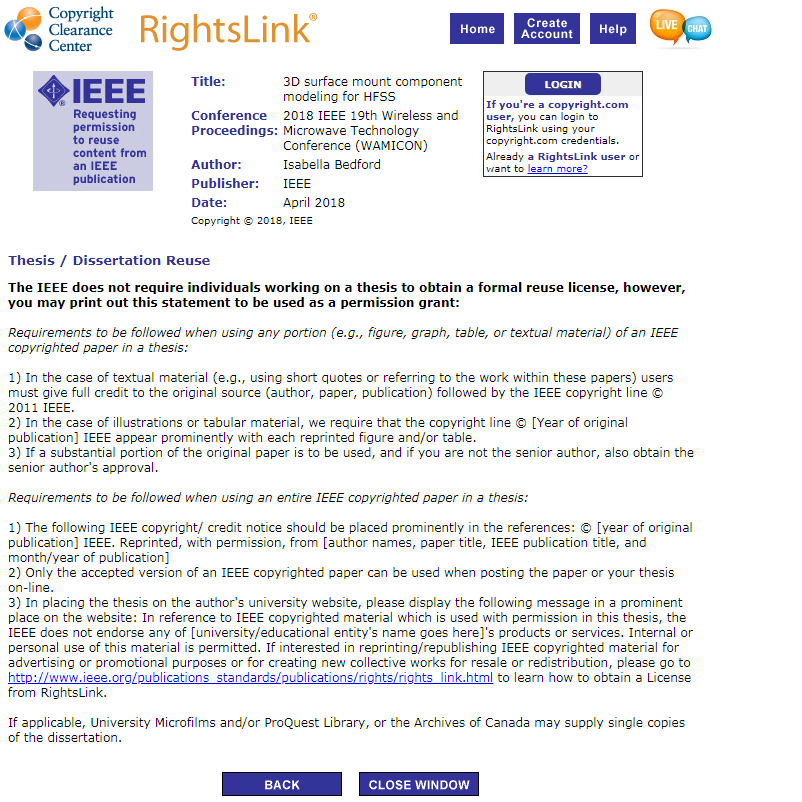 Copyright
Clearance
Center
RightsLink®
Home
Create
Account
Help
LIVE
CHAT
IEEE
®
Requesting
permission
to reuse
content from
an IEEE
publication
Title: 3D surface mount component
modeling for HFSS
Conference 2018 IEEE 19th Wireless and
Proceedings: Microwave Technology
Conference (WAMICON)
Author: Isabella Bedford
Publisher: IEEE
Date: April 2018
Copyright © 2018, IEEE
LOGIN
If you're a copyright.com
user, you can login to
RightsLink using your
copyright.com credentials.
Already a RightsLink user or
want to learn more?
Thesis / Dissertation Reuse
The IEEE does not require individuals working on a thesis to obtain a formal reuse license, however,
you may print out this statement to be used as a permission grant:
Requirements to be followed when using any portion (e.g., figure, graph, table, or textual material) of an IEEE
copyrighted paper in a thesis:
1) In the case of textual material (e.g., using short quotes or referring to the work within these papers) users
must give full credit to the original source (author, paper, publication) followed by the IEEE copyright line ©
2011 IEEE.
2) In the case of illustrations or tabular material, we require that the copyright line © [Year of original
publication] IEEE appear prominently with each reprinted figure and/or table.
3) If a substantial portion of the original paper is to be used, and if you are not the senior author, also obtain the
senior author's approval.
Requirements to be followed when using an entire IEEE copyrighted paper in a thesis:
1) The following IEEE copyright/ credit notice should be placed prominently in the references: © [year of original
publication] IEEE. Reprinted, with permission, from [author names, paper title, IEEE publication title, and
month/year of publication]
2) Only the accepted version of an IEEE copyrighted paper can be used when posting the paper or your thesis
on-line.
3) In placing the thesis on the author's university website, please display the following message in a prominent
place on the website: In reference to IEEE copyrighted material which is used with permission in this thesis, the
IEEE does not endorse any of [university/educational entity's name goes here]'s products or services. Internal or
personal use of this material is permitted. If interested in reprinting/republishing IEEE copyrighted material for
advertising or promotional purposes or for creating new collective works for resale or redistribution, please go to
http://www.ieee.org/publications_standards/publications/rights/rights_link.html to learn how to obtain a License
from RightsLink.
If applicable, University Microfilms and/or ProQuest Library, or the Archives of Canada may supply single copies
of the dissertation.
BACK
CLOSE WINDOW